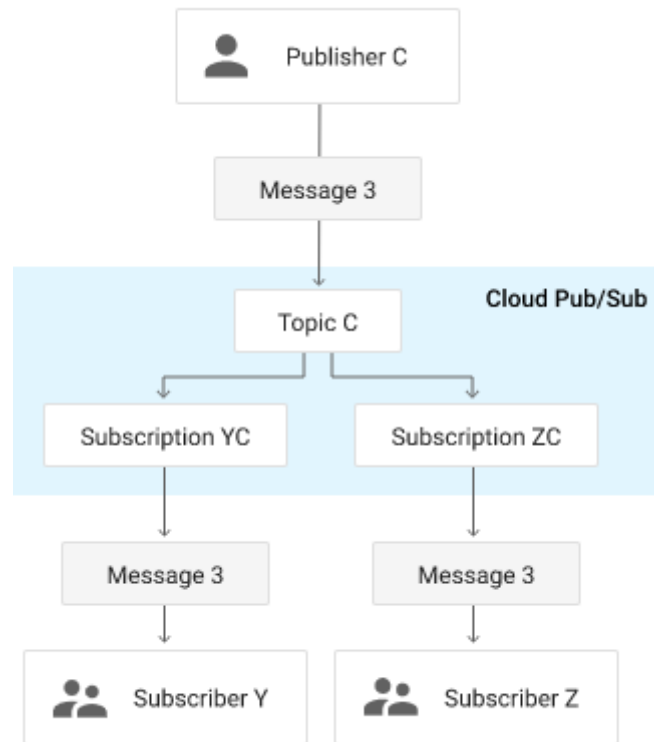 Publisher C
Message 3
Cloud Pub/Sub
Topic C
Subscription YC
Subscription ZC
Message 3
Message 3
Subscriber Y
Subscriber Z